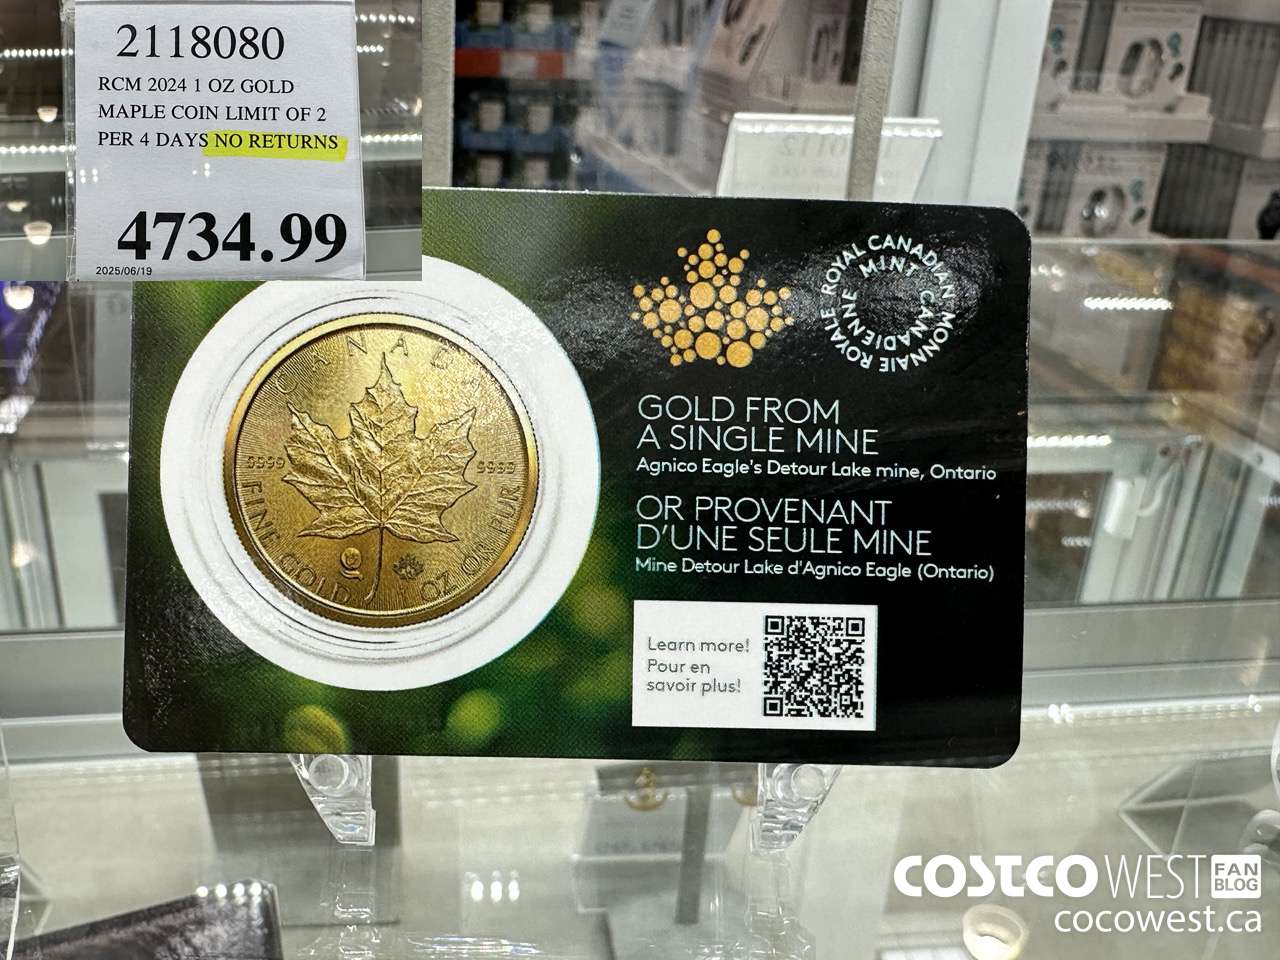 2118080
RCM 2024 1 OZ GOLD
MAPLE COIN LIMIT OF 2
PER 4 DAYS NO RETURNS
4734.99
2025/06/19
CANADA
9999 9999
FINE GOLD 1 OZ OR PUR
ROYAL CANADIAN MINT
MONNAIE ROYALE CANADIENNE
GOLD FROM
A SINGLE MINE
Agnico Eagle's Detour Lake mine, Ontario
OR PROVENANT
D'UNE SEULE MINE
Mine Detour Lake d'Agnico Eagle (Ontario)
Learn more!
Pour en
savoir plus!
COSTCO WEST FAN BLOG
cocowest.ca